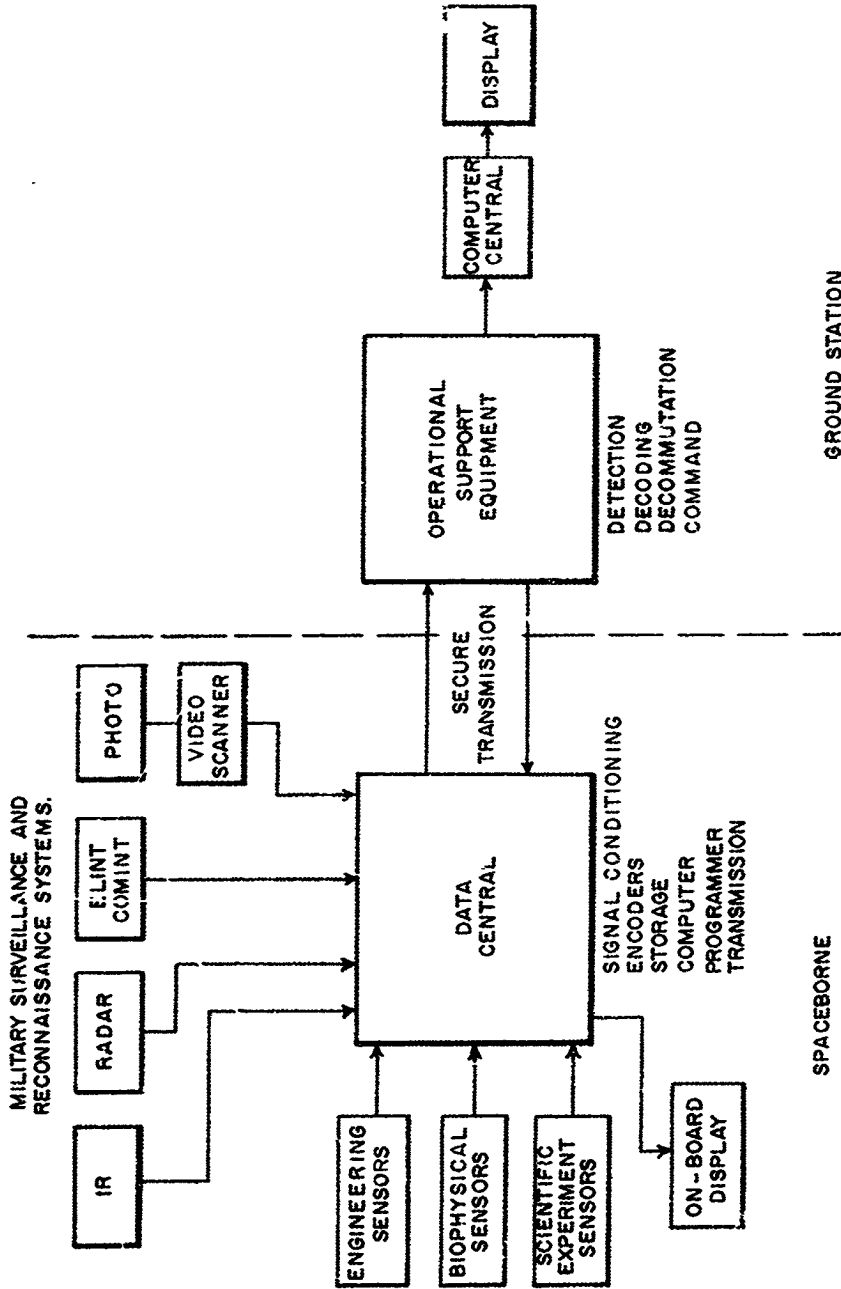 MILITARY SURVEILLANCE AND
RECONNAISSANCE SYSTEMS.
IR
RADAR
ELINT
COMINT
PHOTO
VIDEO
SCANNER
ENGINEERING
SENSORS
BIOPHYSICAL
SENSORS
SCIENTIFIC
EXPERIMENT
SENSORS
DATA
CENTRAL
SECURE
TRANSMISSION
OPERATIONAL
SUPPORT
EQUIPMENT
COMPUTER
CENTRAL
DISPLAY
SIGNAL CONDITIONING
ENCODERS
STORAGE
COMPUTER
PROGRAMMER
TRANSMISSION
DETECTION
DECODING
DECOMMUTATION
COMMAND
ON-BOARD
DISPLAY
SPACEBORNE
GROUND STATION